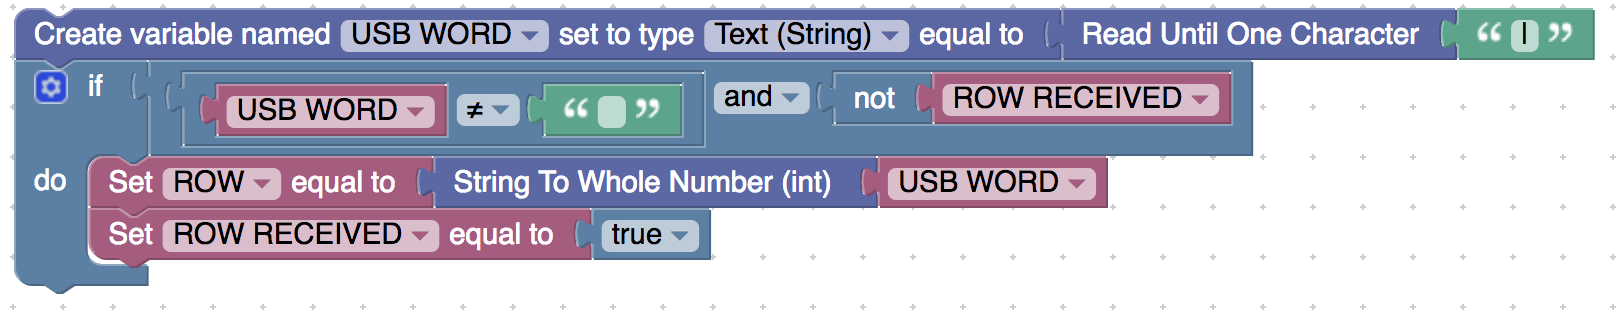 Create variable named USB WORD set to type Text (String) equal to Read Until One Character “ | ”
if USB WORD ≠ “ ” and not ROW RECEIVED
do Set ROW equal to String To Whole Number (int) USB WORD
Set ROW RECEIVED equal to true